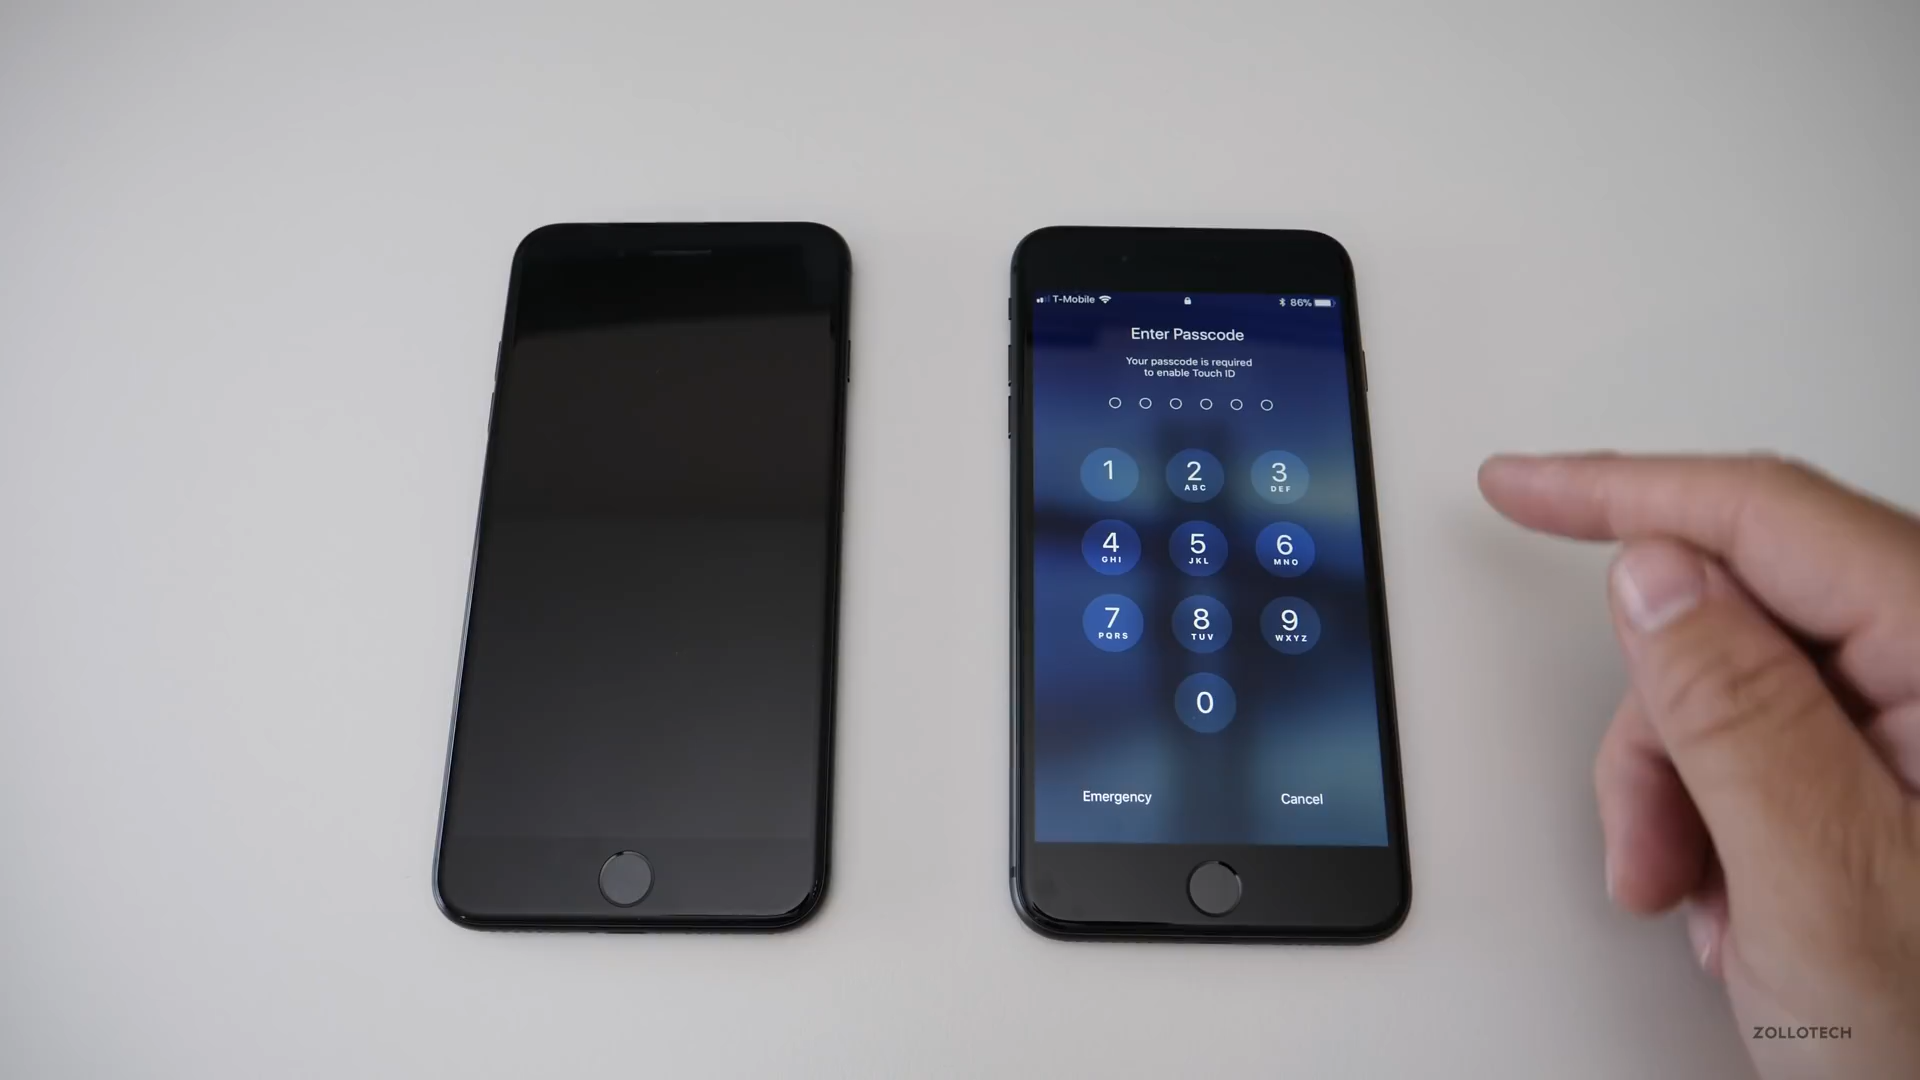 T-Mobile
86%
Enter Passcode
Your passcode is required
to enable Touch ID
1
2
ABC
3
DEF
4
GHI
5
JKL
6
MNO
7
PQRS
8
TUV
9
WXYZ
0
Emergency
Cancel
ZOLLOTECH